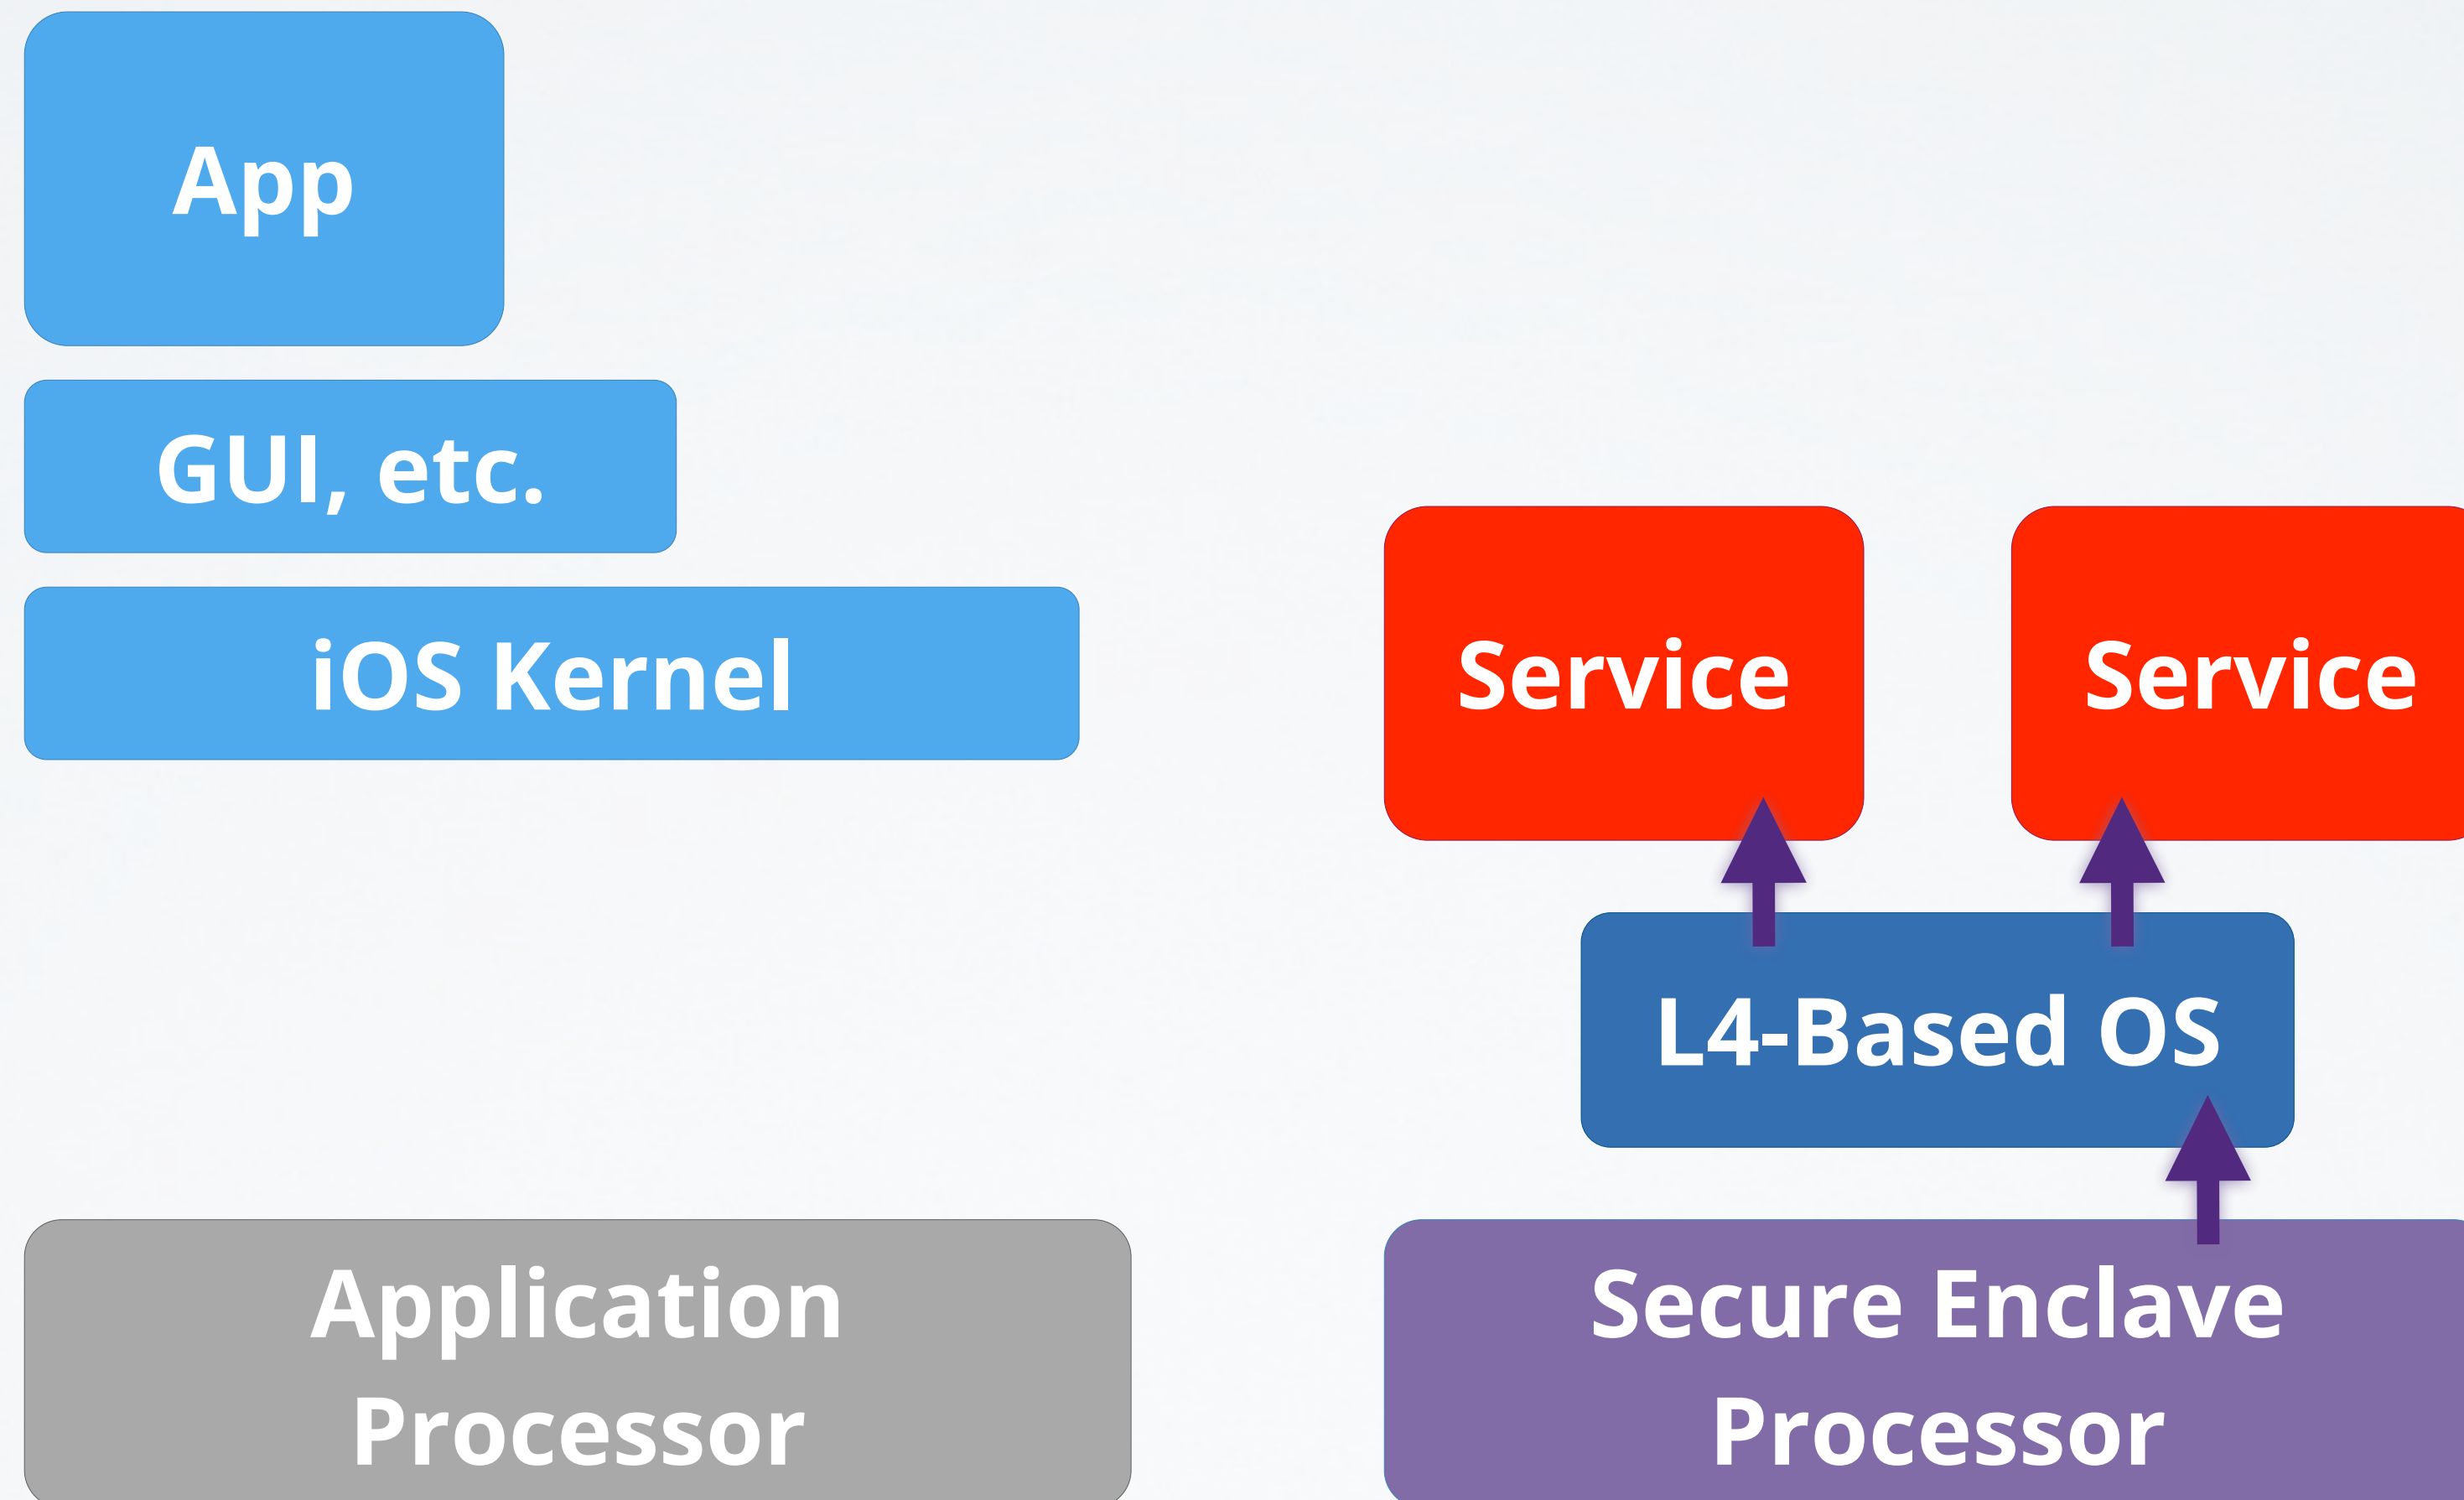 App
GUI, etc.
iOS Kernel
Service
Service
L4-Based OS
Application
Processor
Secure Enclave
Processor